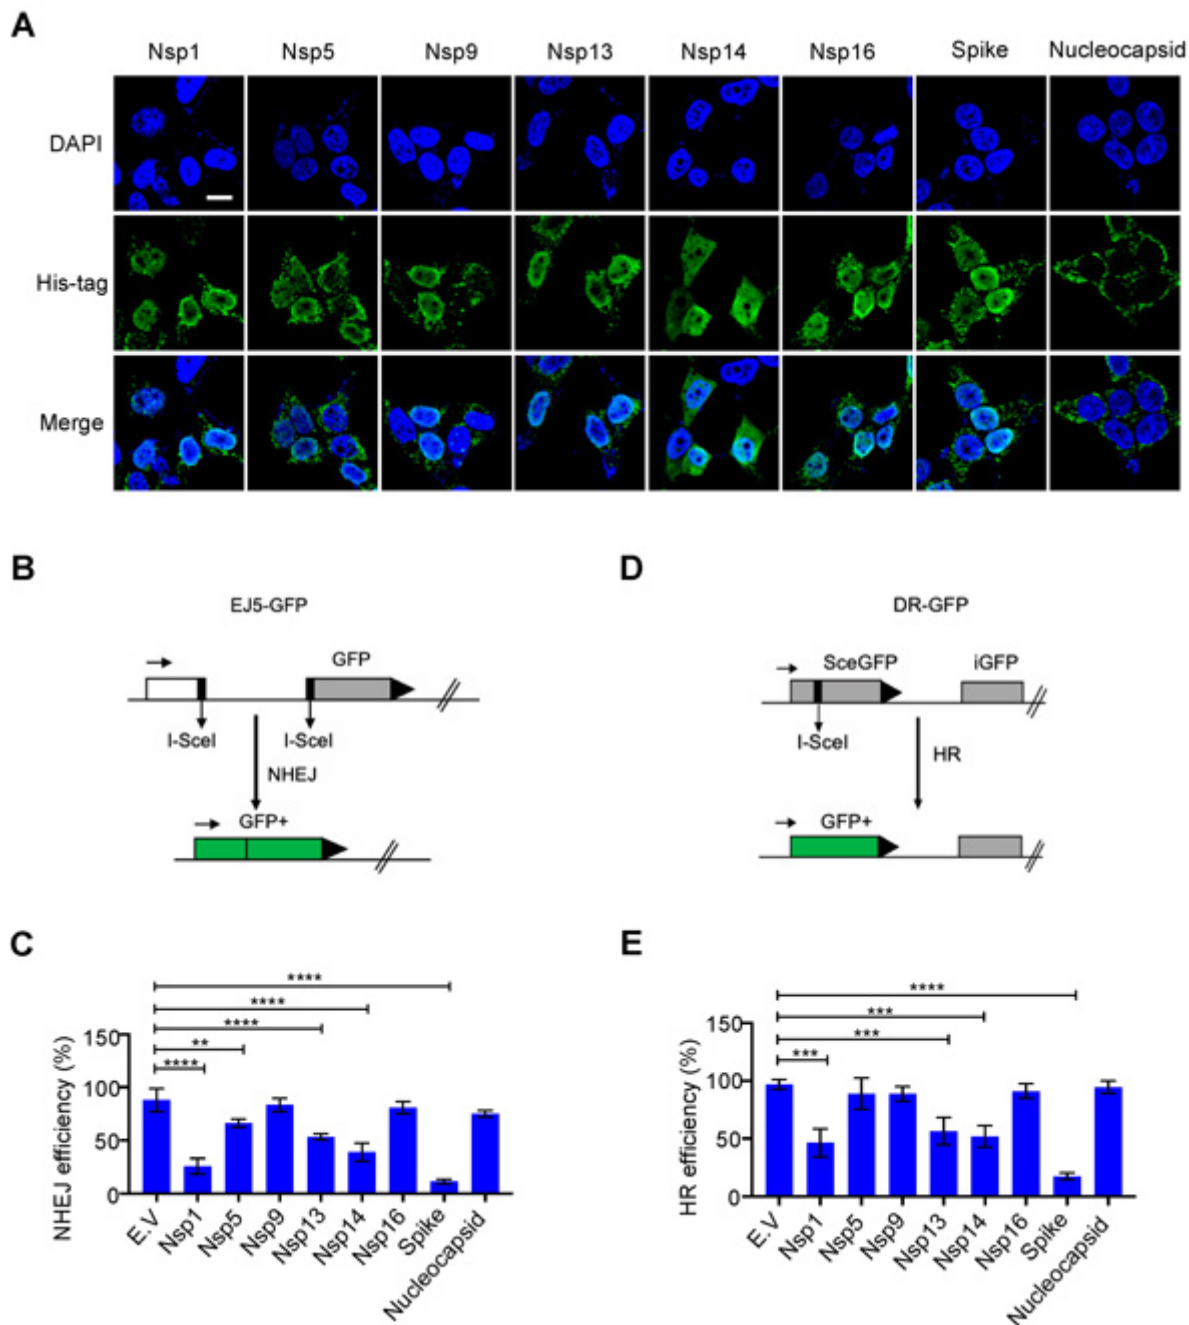 A
Nsp1 Nsp5 Nsp9 Nsp13 Nsp14 Nsp16 Spike Nucleocapsid
DAPI
His-tag
Merge
B
EJ5-GFP
GFP
I-SceI I-SceI
NHEJ
GFP+
D
DR-GFP
SceGFP iGFP
I-SceI
HR
GFP+
C
****
****
****
**
****
NHEJ efficiency (%)
150
100
50
0
E.V Nsp1 Nsp5 Nsp9 Nsp13 Nsp14 Nsp16 Spike Nucleocapsid
E
****
***
***
***
HR efficiency (%)
150
100
50
0
E.V Nsp1 Nsp5 Nsp9 Nsp13 Nsp14 Nsp16 Spike Nucleocapsid